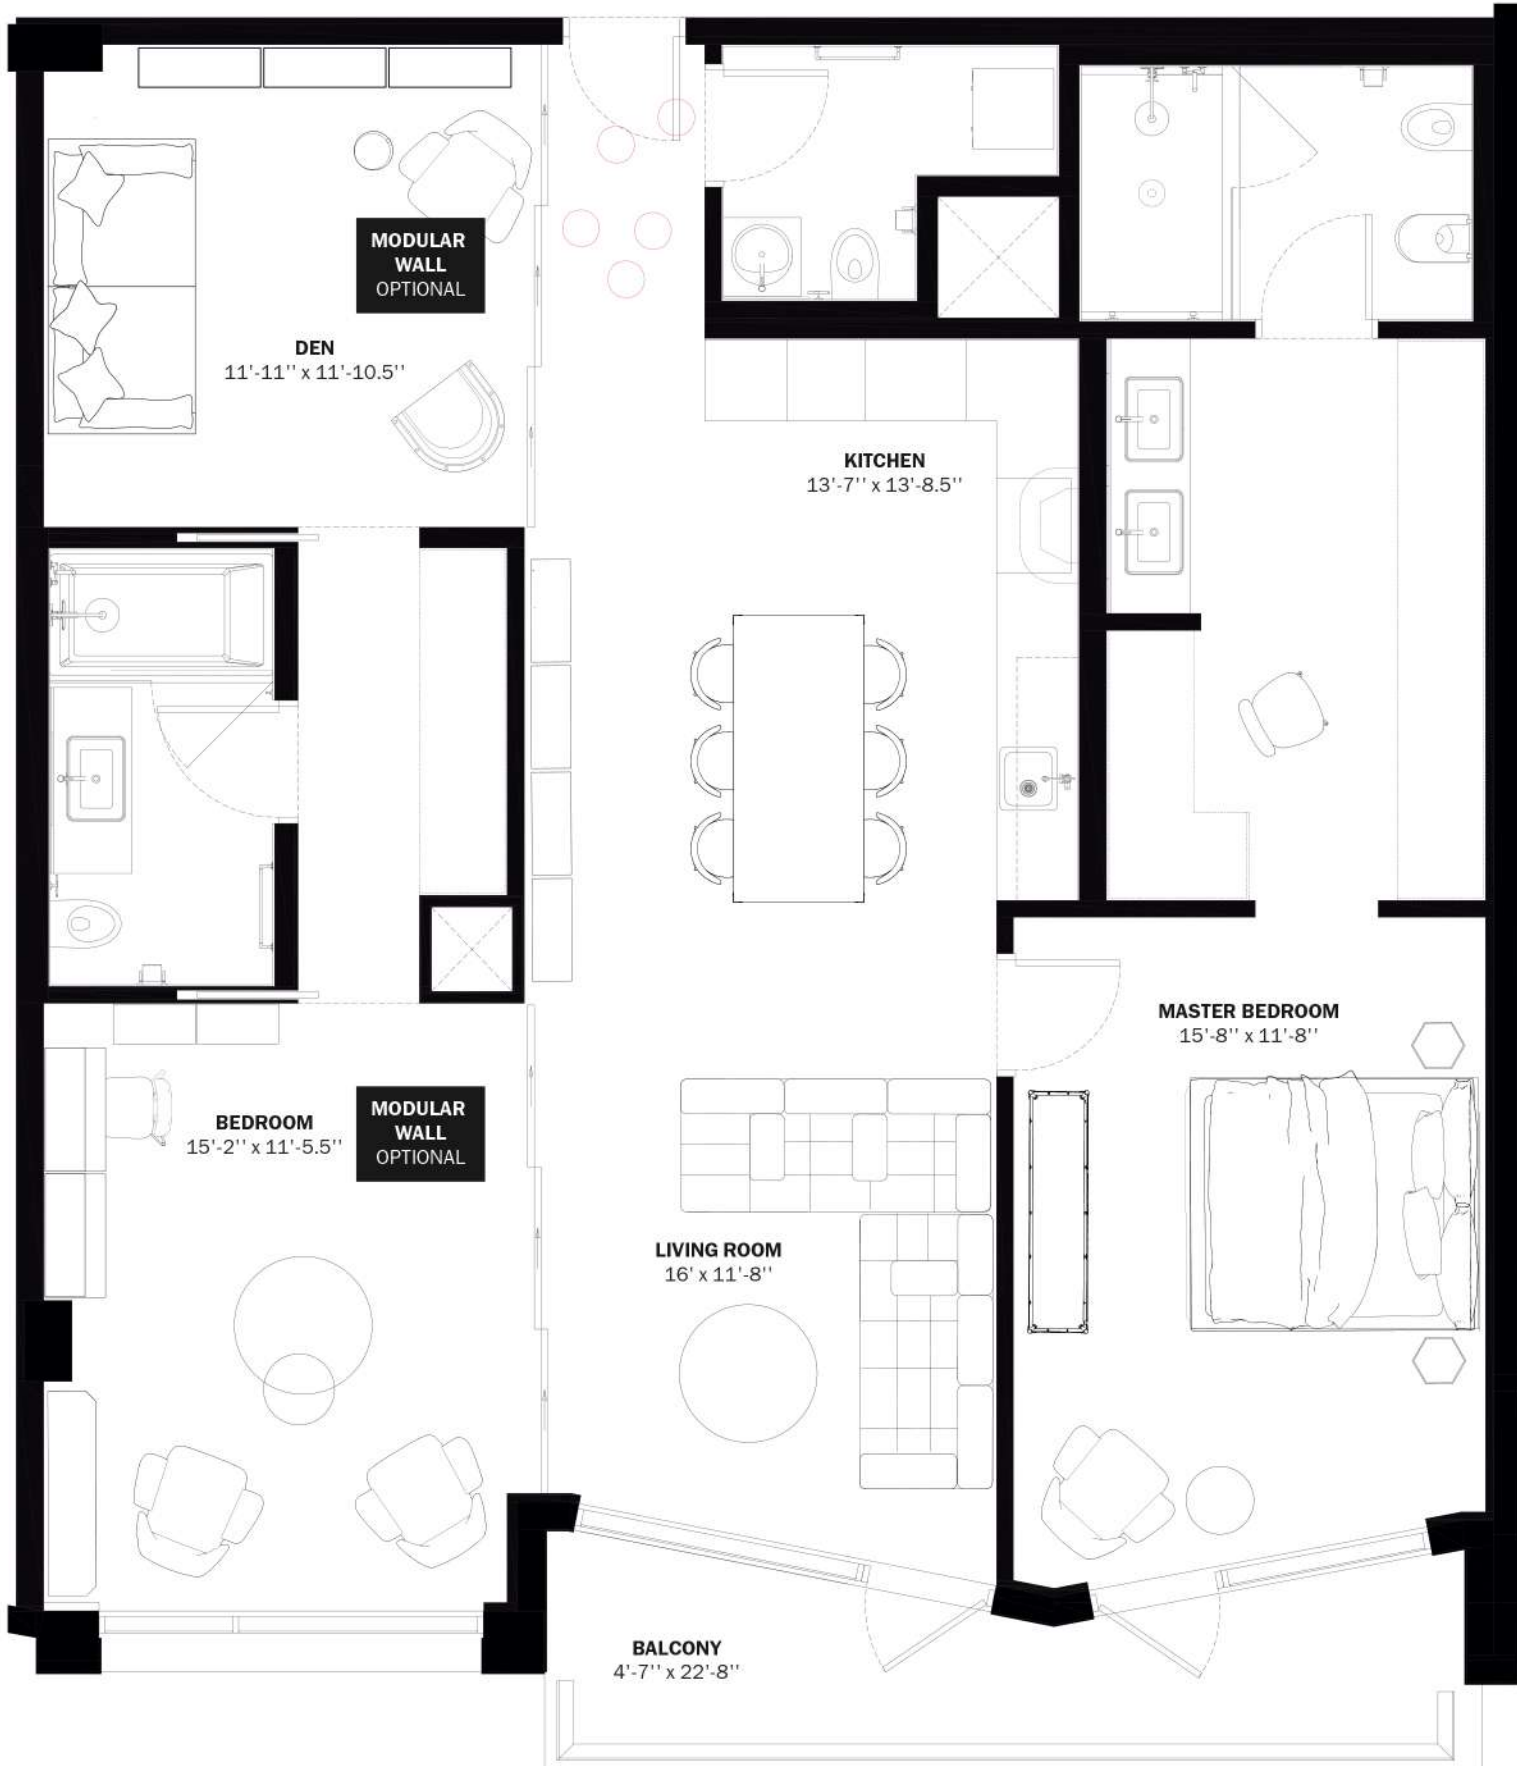 MODULAR
WALL
OPTIONAL
DEN
11'-11'' x 11'-10.5''
KITCHEN
13'-7'' x 13'-8.5''
MASTER BEDROOM
15'-8'' x 11'-8''
BEDROOM
15'-2'' x 11'-5.5''
MODULAR
WALL
OPTIONAL
LIVING ROOM
16' x 11'-8''
BALCONY
4'-7'' x 22'-8''